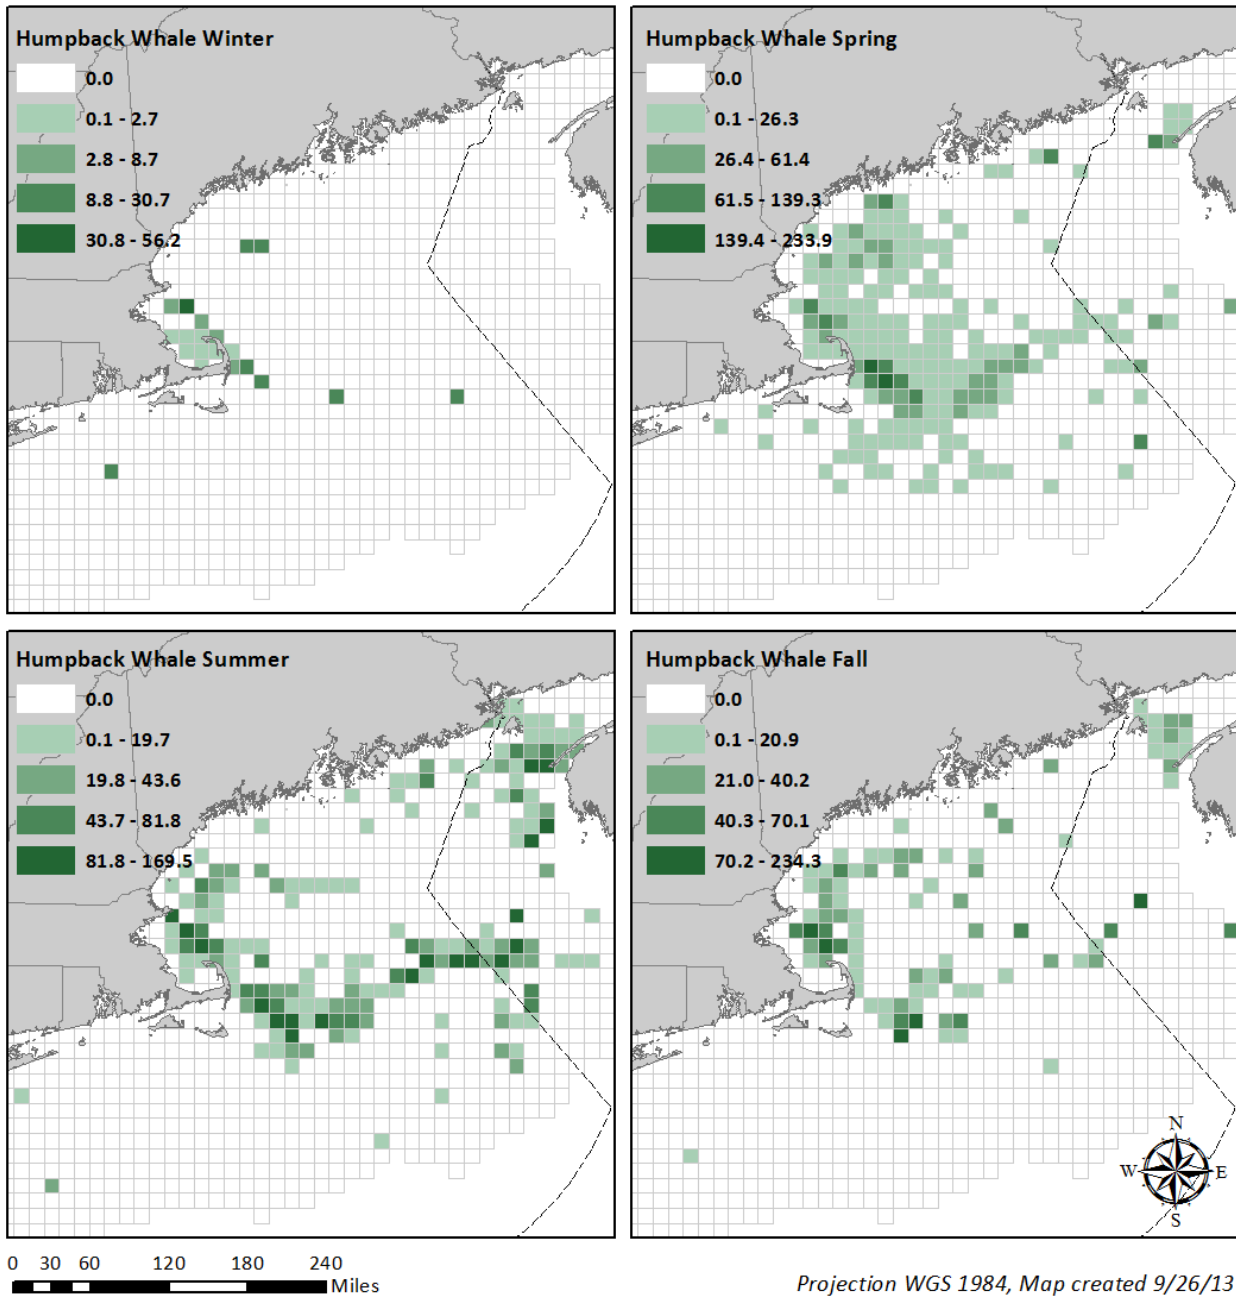 Humpback Whale Winter
0.0
0.1 - 2.7
2.8 - 8.7
8.8 - 30.7
30.8 - 56.2
Humpback Whale Spring
0.0
0.1 - 26.3
26.4 - 61.4
61.5 - 139.3
139.4 - 233.9
Humpback Whale Summer
0.0
0.1 - 19.7
19.8 - 43.6
43.7 - 81.8
81.8 - 169.5
Humpback Whale Fall
0.0
0.1 - 20.9
21.0 - 40.2
40.3 - 70.1
70.2 - 234.3
N
W E
S
0 30 60 120 180 240
Miles
Projection WGS 1984, Map created 9/26/13